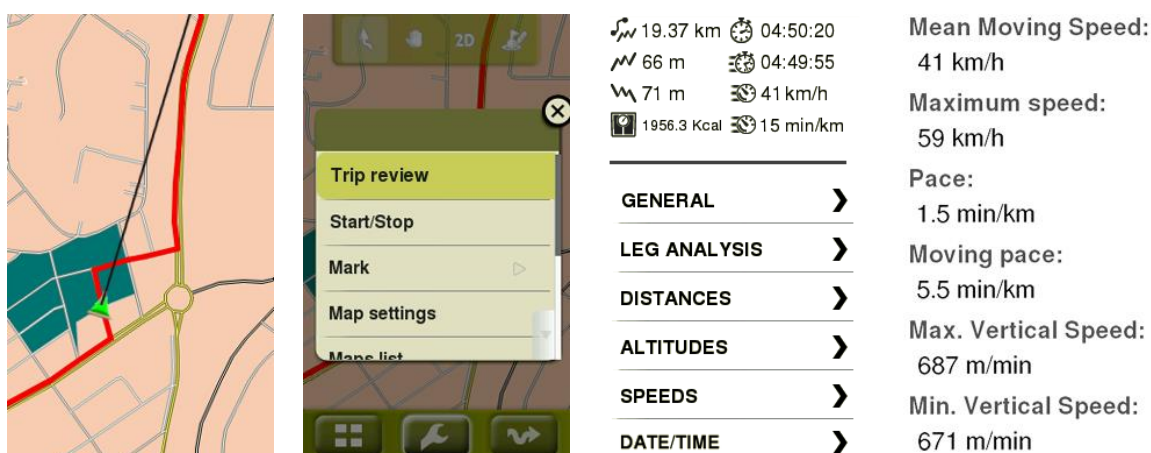 2D
Trip review
Start/Stop
Mark
Map settings
Maps list
19.37 km 04:50:20
66 m 04:49:55
71 m 41 km/h
1956.3 Kcal 15 min/km
GENERAL
LEG ANALYSIS
DISTANCES
ALTITUDES
SPEEDS
DATE/TIME
Mean Moving Speed:
41 km/h
Maximum speed:
59 km/h
Pace:
1.5 min/km
Moving pace:
5.5 min/km
Max. Vertical Speed:
687 m/min
Min. Vertical Speed:
671 m/min